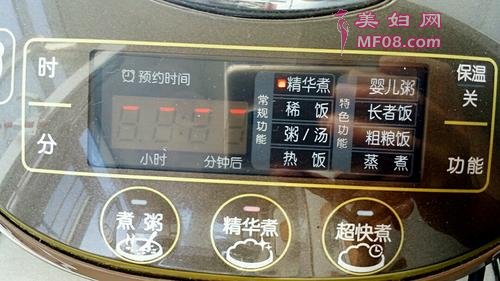 美妇网
MF08.com
时
分
预约时间
小时 分钟后
常规功能
精华煮
稀饭
粥/汤
热饭
特色功能
婴儿粥
长者饭
粗粮饭
蒸煮
保温
关
功能
煮粥
精华煮
超快煮